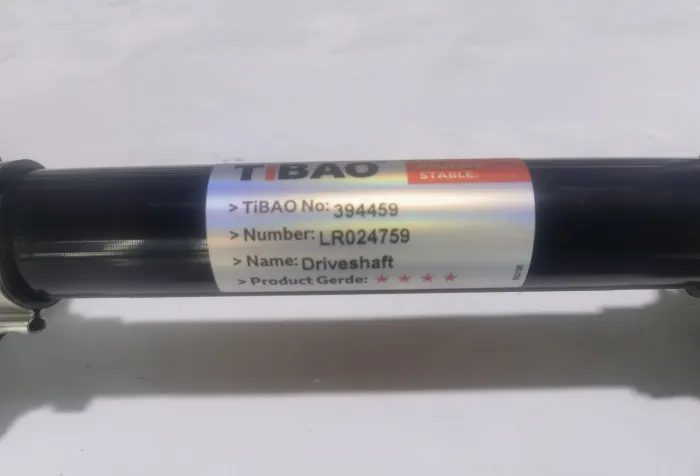 TiBAO
STABLE.
> TiBAO No: 394459
> Number: LR024759
> Name: Driveshaft
> Product Gerde: ★ ★ ★ ★